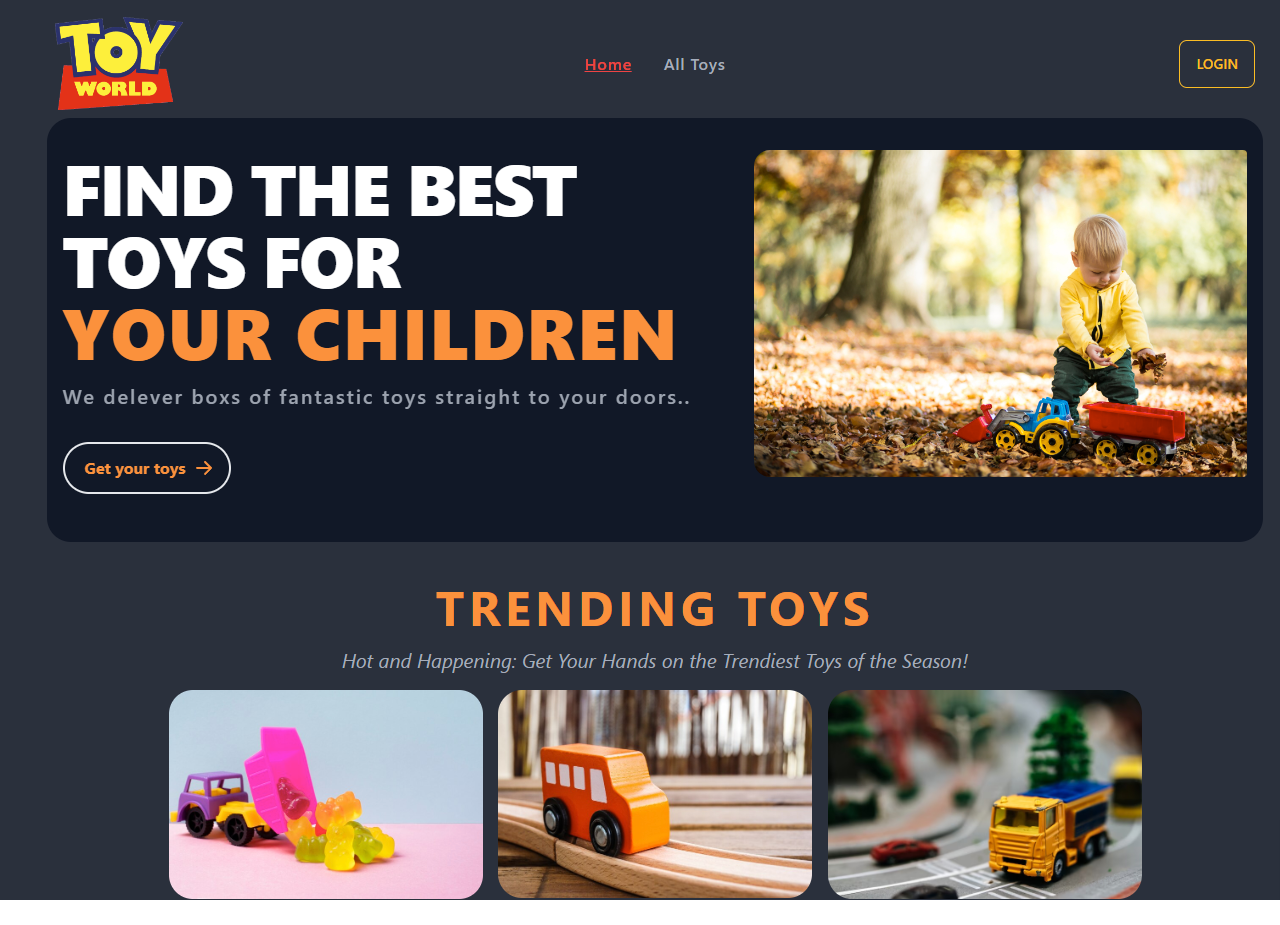 TOY
WORLD
Home
All Toys
LOGIN
FIND THE BEST
TOYS FOR
YOUR CHILDREN
We delever boxs of fantastic toys straight to your doors..
Get your toys →
TRENDING TOYS
Hot and Happening: Get Your Hands on the Trendiest Toys of the Season!